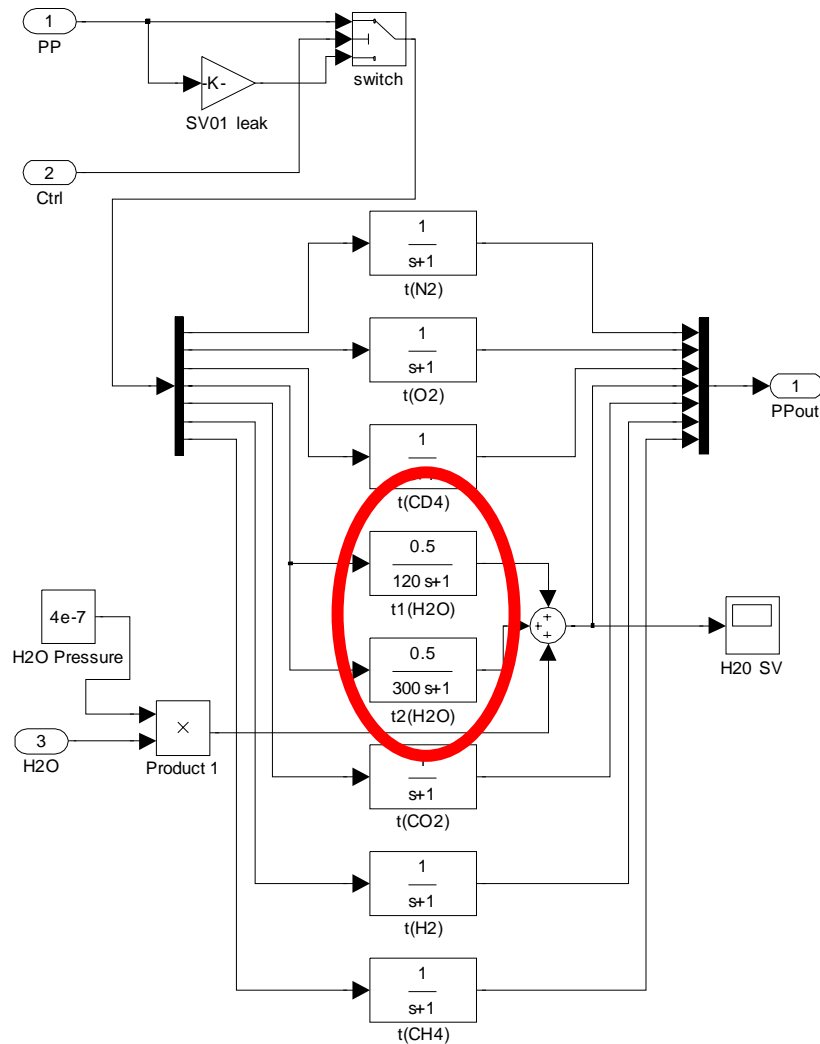 1
PP
-K-
SV01 leak
switch
2
Ctrl
1
s+1
t(N2)
1
s+1
t(O2)
1
t(CD4)
1
PPout
0.5
120 s+1
t1(H2O)
4e-7
H2O Pressure
0.5
300 s+1
t2(H2O)
+
+
+
H20 SV
3
H2O
×
Product 1
s+1
t(CO2)
1
s+1
t(H2)
1
s+1
t(CH4)